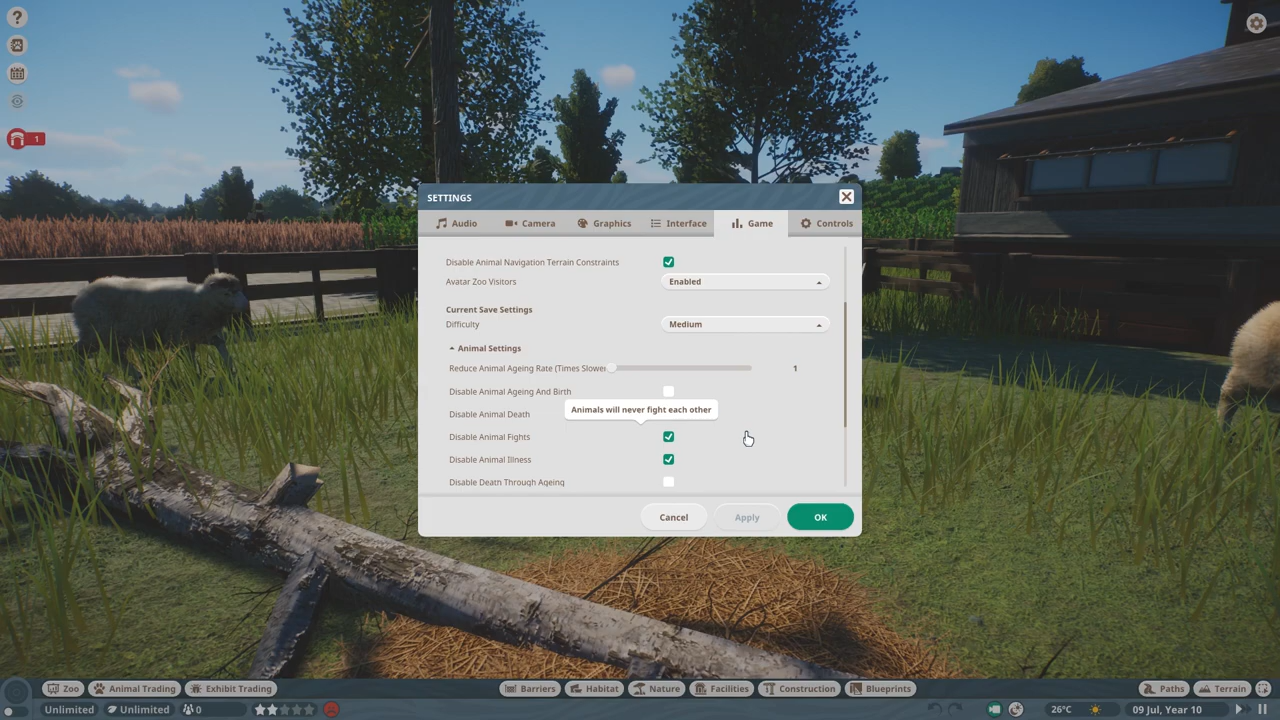 ?
1
SETTINGS
Audio Camera Graphics Interface Game Controls
Disable Animal Navigation Terrain Constraints
Avatar Zoo Visitors Enabled
Current Save Settings
Difficulty Medium
Animal Settings
Reduce Animal Ageing Rate (Times Slower 1
Disable Animal Ageing And Birth
Animals will never fight each other
Disable Animal Death
Disable Animal Fights
Disable Animal Illness
Disable Death Through Ageing
Cancel Apply OK
Zoo Animal Trading Exhibit Trading Barriers Habitat Nature Facilities Construction Blueprints Paths Terrain
Unlimited Unlimited 0 26°C 09 Jul, Year 10